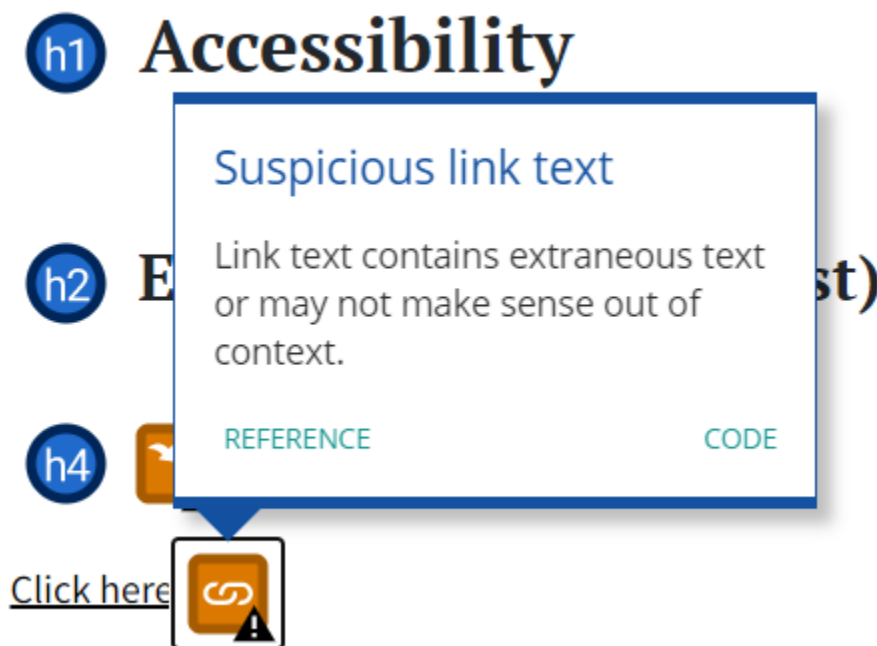 h1 Accessibility
Suspicious link text
Link text contains extraneous text
or may not make sense out of
context.
REFERENCE CODE
h2 E st)
h4
Click here